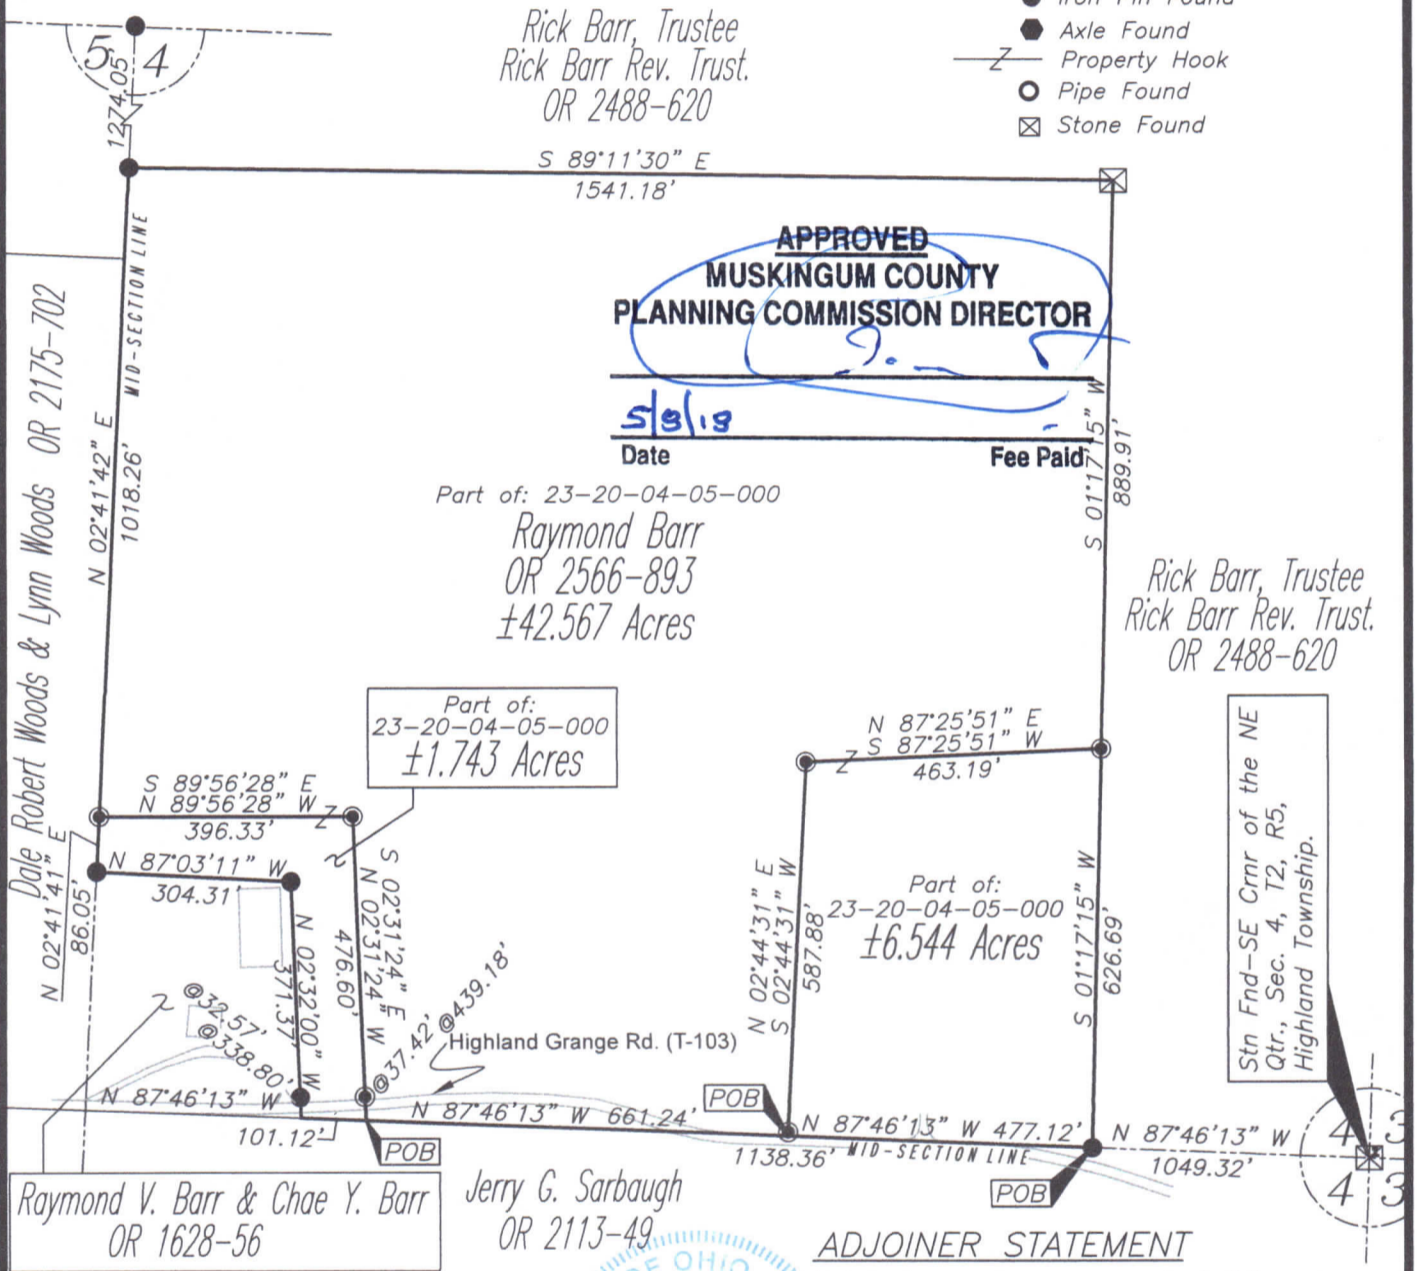 5 4
1274.05'
Rick Barr, Trustee
Rick Barr Rev. Trust.
OR 2488-620
Iron Pin Found
Axle Found
Z Property Hook
Pipe Found
Stone Found
S 89°11'30" E
1541.18'
MID-SECTION LINE
N 02°41'42" E
1018.26'
Dale Robert Woods & Lynn Woods OR 2175-702
APPROVED
MUSKINGUM COUNTY
PLANNING COMMISSION DIRECTOR
5/8/18
Date Fee Paid
S 01°17'15" W
889.91'
Part of: 23-20-04-05-000
Raymond Barr
OR 2566-893
±42.567 Acres
Rick Barr, Trustee
Rick Barr Rev. Trust.
OR 2488-620
Part of:
23-20-04-05-000
±1.743 Acres
N 87°25'51" E
S 87°25'51" W
Z
463.19'
S 89°56'28" E
N 89°56'28" W
Z
396.33'
N 02°41'41" E
86.05'
N 87°03'11" W
304.31'
N 02°32'00" W
371.37'
S 02°31'24" E
N 02°31'24" W
476.60'
@32.57'
@338.80'
@37.42'
@439.18'
Highland Grange Rd. (T-103)
N 02°44'31" E
S 02°44'31" W
587.88'
Part of:
23-20-04-05-000
±6.544 Acres
S 01°17'15" W
626.69'
Stn Fnd-SE Crnr of the NE
Qtr., Sec. 4, T2, R5,
Highland Township.
N 87°46'13" W
101.12'
POB
N 87°46'13" W 661.24'
POB
N 87°46'13" W 477.12'
1138.36' MID-SECTION LINE
POB
N 87°46'13" W
1049.32'
4 3
4 3
Raymond V. Barr & Chae Y. Barr
OR 1628-56
Jerry G. Sarbaugh
OR 2113-49
OF OHIO
ADJOINER STATEMENT